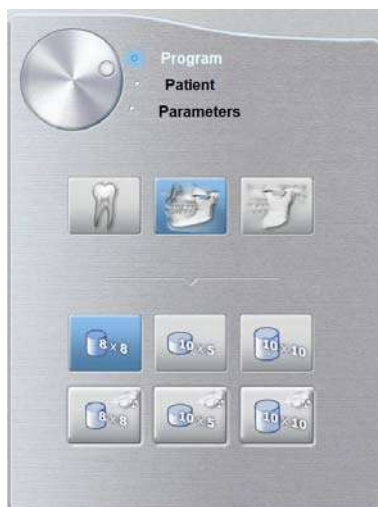 Program
Patient
Parameters
8 x 8
10 x 5
10 x 10
8 x 8
10 x 5
10 x 10